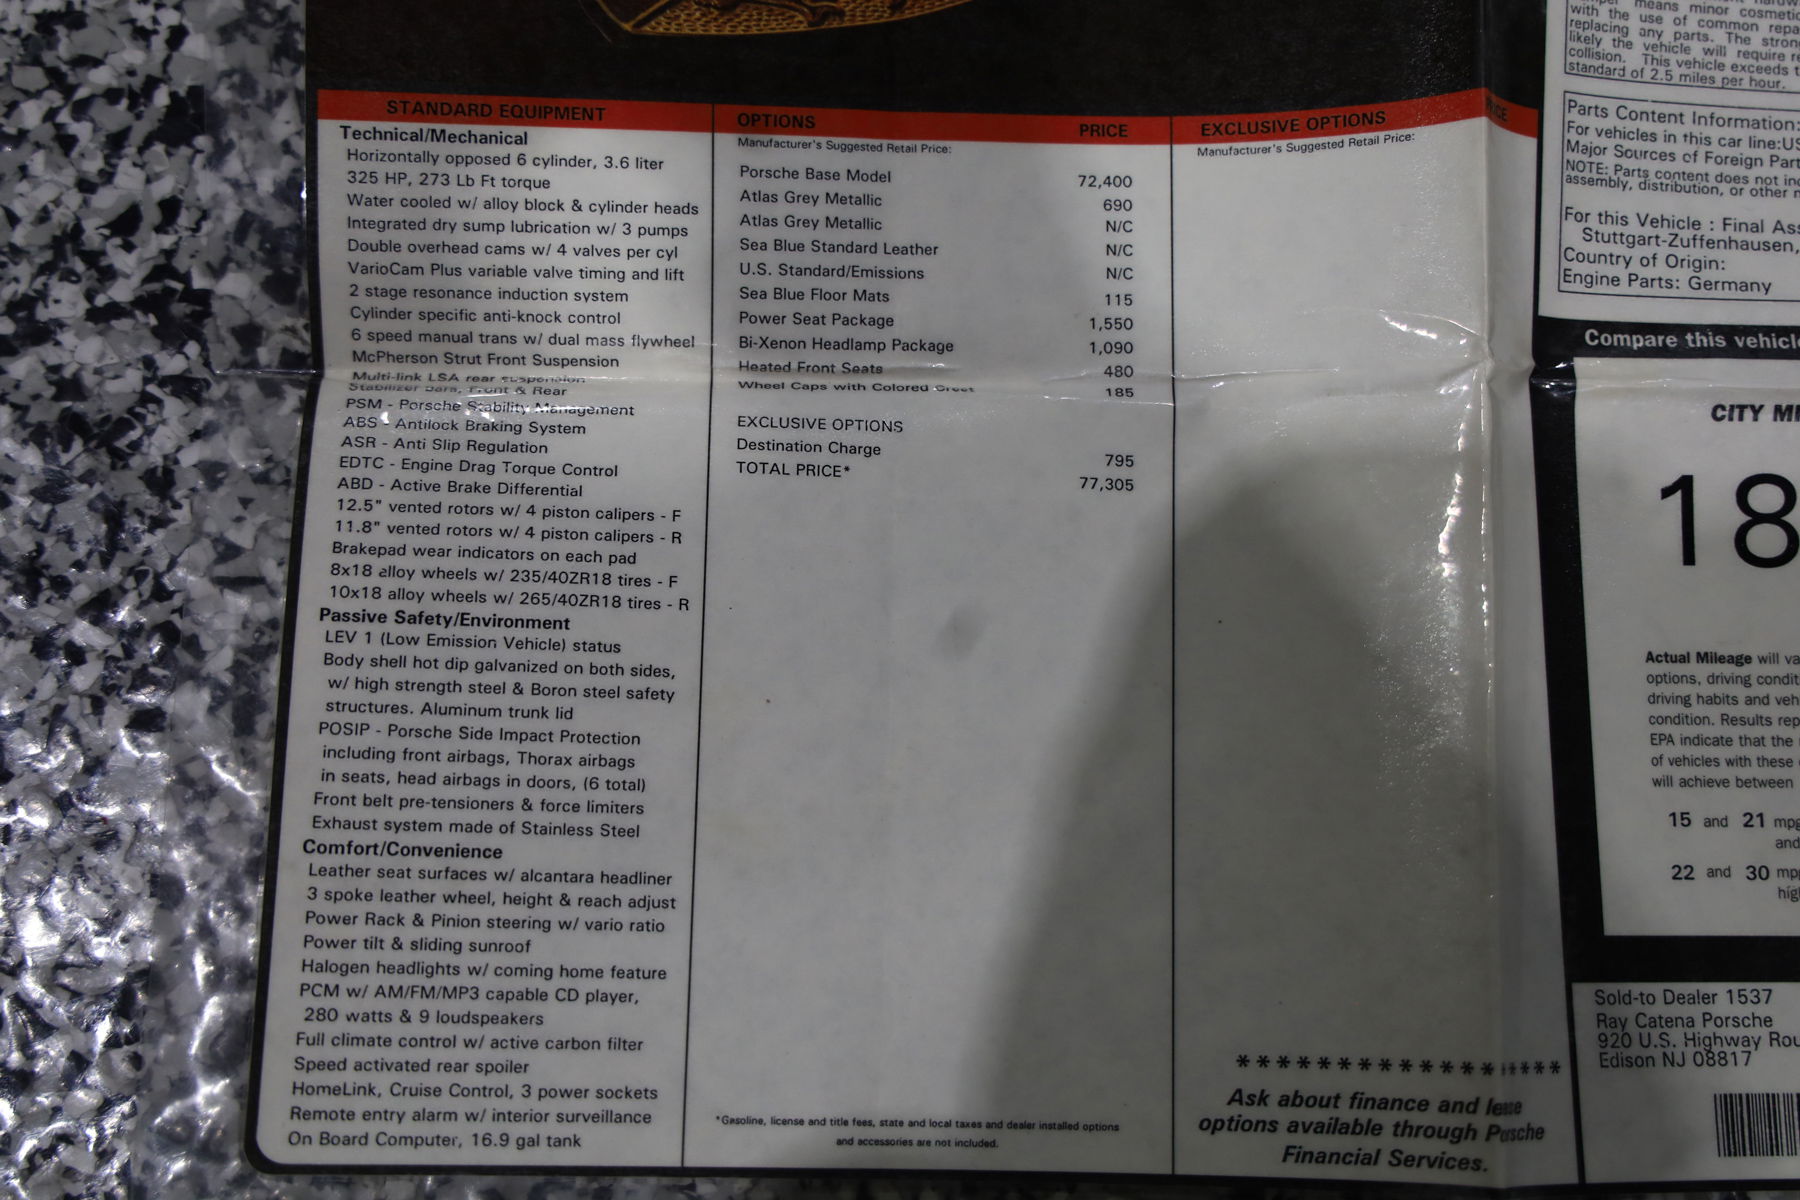 STANDARD EQUIPMENT
Technical/Mechanical
Horizontally opposed 6 cylinder, 3.6 liter
325 HP, 273 Lb Ft torque
Water cooled w/ alloy block & cylinder heads
Integrated dry sump lubrication w/ 3 pumps
Double overhead cams w/ 4 valves per cyl
VarioCam Plus variable valve timing and lift
2 stage resonance induction system
Cylinder specific anti-knock control
6 speed manual trans w/ dual mass flywheel
McPherson Strut Front Suspension
Multi-link LSA rear suspension
Stabilizer bars, Front & Rear
PSM - Porsche Stability Management
ABS - Antilock Braking System
ASR - Anti Slip Regulation
EDTC - Engine Drag Torque Control
ABD - Active Brake Differential
12.5" vented rotors w/ 4 piston calipers - F
11.8" vented rotors w/ 4 piston calipers - R
Brakepad wear indicators on each pad
8x18 alloy wheels w/ 235/40ZR18 tires - F
10x18 alloy wheels w/ 265/40ZR18 tires - R
Passive Safety/Environment
LEV 1 (Low Emission Vehicle) status
Body shell hot dip galvanized on both sides,
w/ high strength steel & Boron steel safety
structures. Aluminum trunk lid
POSIP - Porsche Side Impact Protection
including front airbags, Thorax airbags
in seats, head airbags in doors, (6 total)
Front belt pre-tensioners & force limiters
Exhaust system made of Stainless Steel
Comfort/Convenience
Leather seat surfaces w/ alcantara headliner
3 spoke leather wheel, height & reach adjust
Power Rack & Pinion steering w/ vario ratio
Power tilt & sliding sunroof
Halogen headlights w/ coming home feature
PCM w/ AM/FM/MP3 capable CD player,
280 watts & 9 loudspeakers
Full climate control w/ active carbon filter
Speed activated rear spoiler
HomeLink, Cruise Control, 3 power sockets
Remote entry alarm w/ interior surveillance
On Board Computer, 16.9 gal tank
OPTIONS PRICE
Manufacturer's Suggested Retail Price:
Porsche Base Model 72,400
Atlas Grey Metallic 690
Atlas Grey Metallic N/C
Sea Blue Standard Leather N/C
U.S. Standard/Emissions N/C
Sea Blue Floor Mats 115
Power Seat Package 1,550
Bi-Xenon Headlamp Package 1,090
Heated Front Seats 480
Wheel Caps with Colored Crest 185
EXCLUSIVE OPTIONS
Destination Charge 795
TOTAL PRICE* 77,305
*Gasoline, license and title fees, state and local taxes and dealer installed options
and accessories are not included.
EXCLUSIVE OPTIONS
Manufacturer's Suggested Retail Price:
********************
Ask about finance and lease
options available through Porsche
Financial Services.
means minor cosmetic
with the use of common
replacing any parts. The
likely the vehicle will require
collision. This vehicle exceeds
standard of 2.5 miles per hour.
Parts Content Information:
For vehicles in this car line:
Major Sources of Foreign
NOTE: Parts content does not
assembly, distribution, or other
For this Vehicle : Final
Stuttgart-Zuffenhausen,
Country of Origin:
Engine Parts: Germany
Compare this
CITY
18
Actual Mileage will
options, driving
driving habits and
condition. Results
EPA indicate that the
of vehicles with these
will achieve between
15 and 21 mpg
and
22 and 30
Sold-to Dealer 1537
Ray Catena Porsche
920 U.S. Highway
Edison NJ 08817